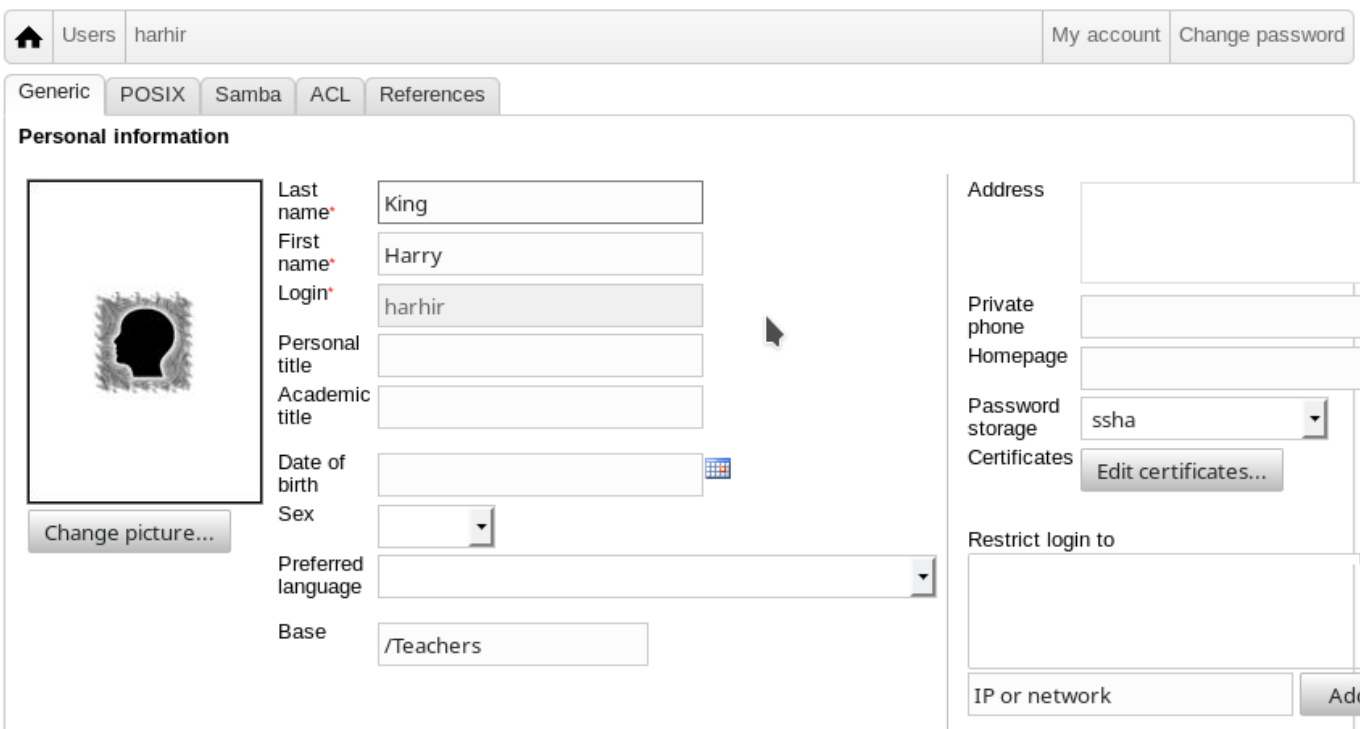 Users harhir My account Change password
Generic POSIX Samba ACL References
Personal information
Last
name*
King
First
name*
Harry
Login*
harhir
Personal
title
Academic
title
Date of
birth
Sex
Preferred
language
Base
/Teachers
Change picture...
Address
Private
phone
Homepage
Password
storage
ssha
Certificates
Edit certificates...
Restrict login to
IP or network